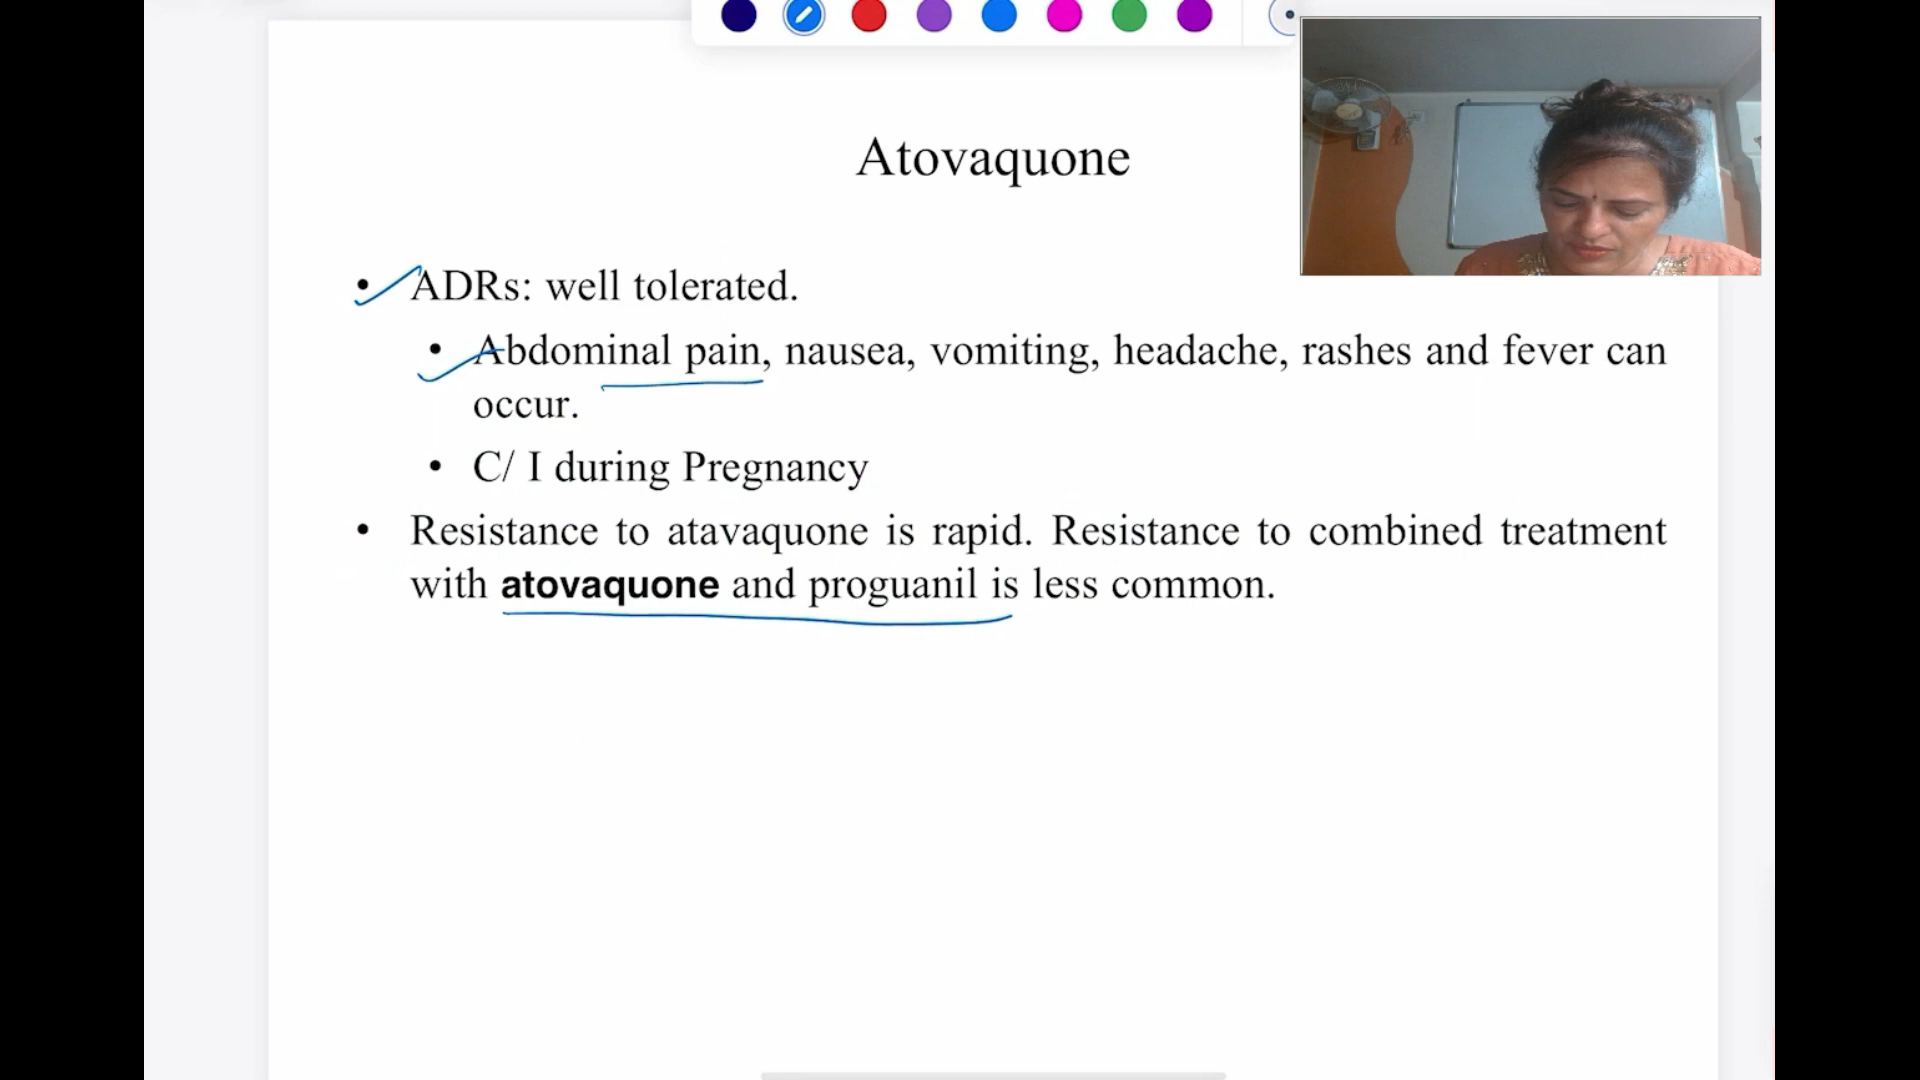 Atovaquone
• ADRs: well tolerated.
• Abdominal pain, nausea, vomiting, headache, rashes and fever can
occur.
• C/ I during Pregnancy
• Resistance to atavaquone is rapid. Resistance to combined treatment
with atovaquone and proguanil is less common.